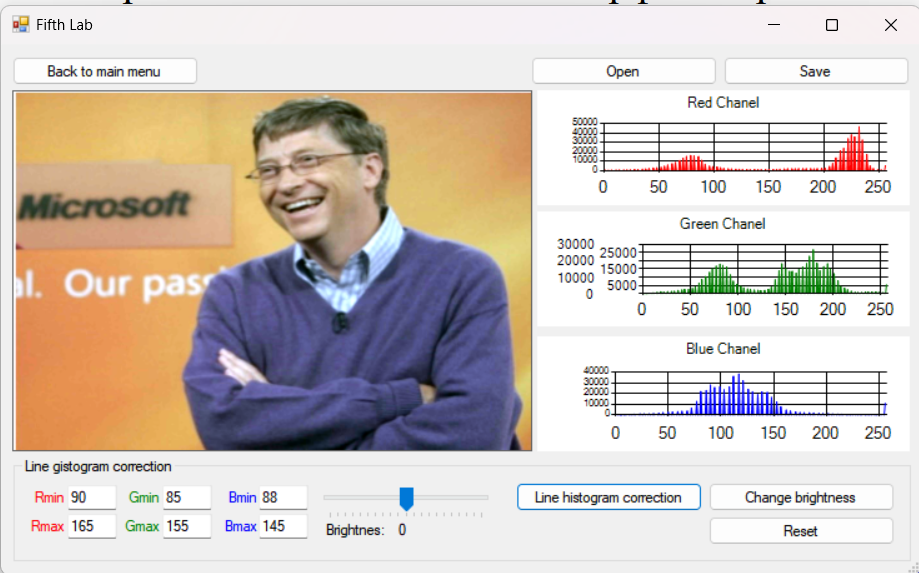 Fifth Lab
Back to main menu
Open
Save
Microsoft
al. Our pass
Red Chanel
50000
40000
30000
20000
10000
0
0 50 100 150 200 250
Green Chanel
30000
25000
20000
15000
10000
5000
0
0 50 100 150 200 250
Blue Chanel
40000
30000
20000
10000
0
0 50 100 150 200 250
Line gistogram correction
Rmin 90 Gmin 85 Bmin 88
Line histogram correction
Change brightness
Rmax 165 Gmax 155 Bmax 145
Brightnes: 0
Reset